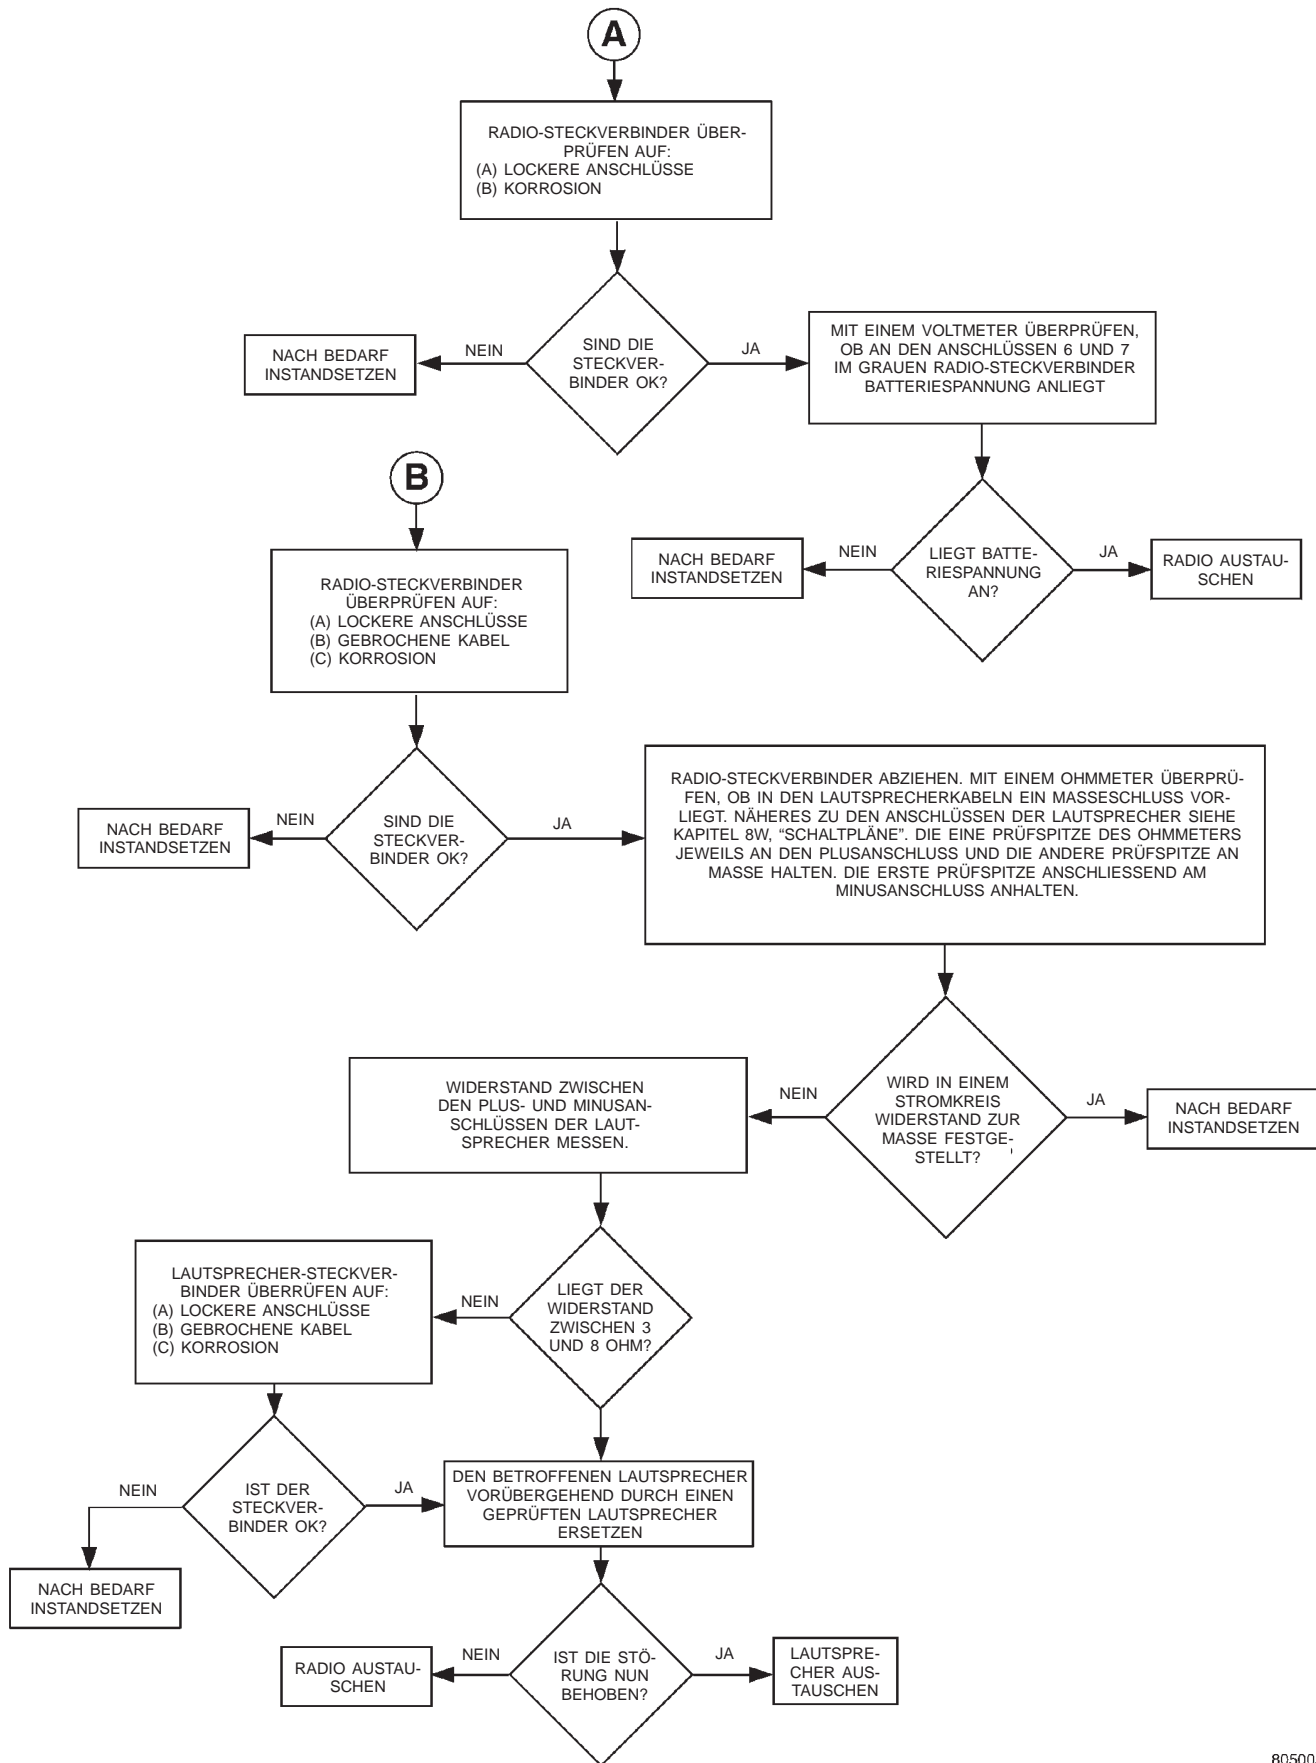 A
RADIO-STECKVERBINDER ÜBER-
PRÜFEN AUF:
(A) LOCKERE ANSCHLÜSSE
(B) KORROSION
SIND DIE
STECKVER-
BINDER OK?
NEIN
NACH BEDARF
INSTANDSETZEN
JA
MIT EINEM VOLTMETER ÜBERPRÜFEN,
OB AN DEN ANSCHLÜSSEN 6 UND 7
IM GRAUEN RADIO-STECKVERBINDER
BATTERIESPANNUNG ANLIEGT
LIEGT BATTE-
RIESPANNUNG
AN?
NEIN
NACH BEDARF
INSTANDSETZEN
JA
RADIO AUSTAU-
SCHEN
B
RADIO-STECKVERBINDER
ÜBERPRÜFEN AUF:
(A) LOCKERE ANSCHLÜSSE
(B) GEBROCHENE KABEL
(C) KORROSION
SIND DIE
STECKVER-
BINDER OK?
NEIN
NACH BEDARF
INSTANDSETZEN
JA
RADIO-STECKVERBINDER ABZIEHEN. MIT EINEM OHMMETER ÜBERPRÜ-
FEN, OB IN DEN LAUTSPRECHERKABELN EIN MASSESCHLUSS VOR-
LIEGT. NÄHERES ZU DEN ANSCHLÜSSEN DER LAUTSPRECHER SIEHE
KAPITEL 8W, “SCHALTPLÄNE”. DIE EINE PRÜFSPITZE DES OHMMETERS
JEWEILS AN DEN PLUSANSCHLUSS UND DIE ANDERE PRÜFSPITZE AN
MASSE HALTEN. DIE ERSTE PRÜFSPITZE ANSCHLIESSEND AM
MINUSANSCHLUSS ANHALTEN.
WIRD IN EINEM
STROMKREIS
WIDERSTAND ZUR
MASSE FESTGE-
STELLT?
JA
NACH BEDARF
INSTANDSETZEN
NEIN
WIDERSTAND ZWISCHEN
DEN PLUS- UND MINUSAN-
SCHLÜSSEN DER LAUT-
SPRECHER MESSEN.
LIEGT DER
WIDERSTAND
ZWISCHEN 3
UND 8 OHM?
NEIN
LAUTSPRECHER-STECKVER-
BINDER ÜBERRÜFEN AUF:
(A) LOCKERE ANSCHLÜSSE
(B) GEBROCHENE KABEL
(C) KORROSION
IST DER
STECKVER-
BINDER OK?
NEIN
NACH BEDARF
INSTANDSETZEN
JA
DEN BETROFFENEN LAUTSPRECHER
VORÜBERGEHEND DURCH EINEN
GEPRÜFTEN LAUTSPRECHER
ERSETZEN
IST DIE STÖ-
RUNG NUN
BEHOBEN?
NEIN
RADIO AUSTAU-
SCHEN
JA
LAUTSPRE-
CHER AUS-
TAUSCHEN